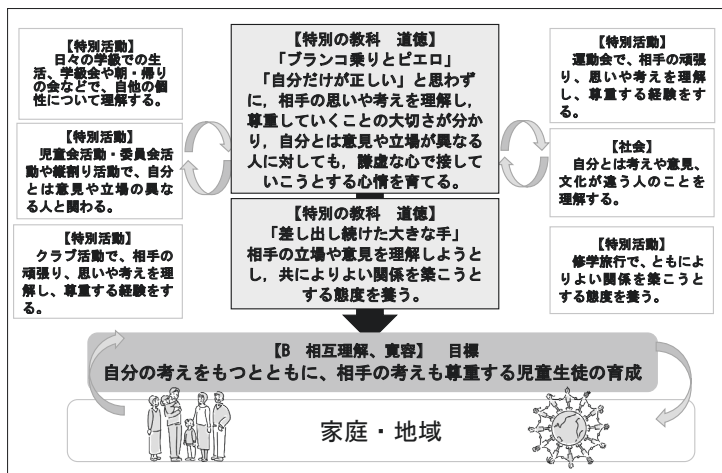 【特別活動】
日々の学級での生
活、学級会や朝・帰り
の会などで、自他の個
性について理解する。
【特別活動】
児童会活動・委員会活
動や縦割り活動で、自分
とは意見や立場の異な
る人と関わる。
【特別活動】
クラブ活動で、相手の
頑張り、思いや考えを理
解し、尊重する経験をす
る。
【特別の教科　道徳】
「ブランコ乗りとピエロ」
「自分だけが正しい」と思わず
に，相手の思いや考えを理解し，
尊重していくことの大切さが分か
り，自分とは意見や立場が異なる
人に対しても，謙虚な心で接して
いこうとする心情を育てる。
【特別の教科　道徳】
「差し出し続けた大きな手」
相手の立場や意見を理解しようと
し，共によりよい関係を築こうと
する態度を養う。
【特別活動】
運動会で、相手の頑張
り、思いや考えを理解
し、尊重する経験をす
る。
【社会】
自分とは考えや意見、
文化が違う人のことを
理解する。
【特別活動】
修学旅行で、ともによ
りよい関係を築こうと
する態度を養う。
【B　相互理解、寛容】　目標
自分の考えをもつとともに、相手の考えも尊重する児童生徒の育成
家庭・地域